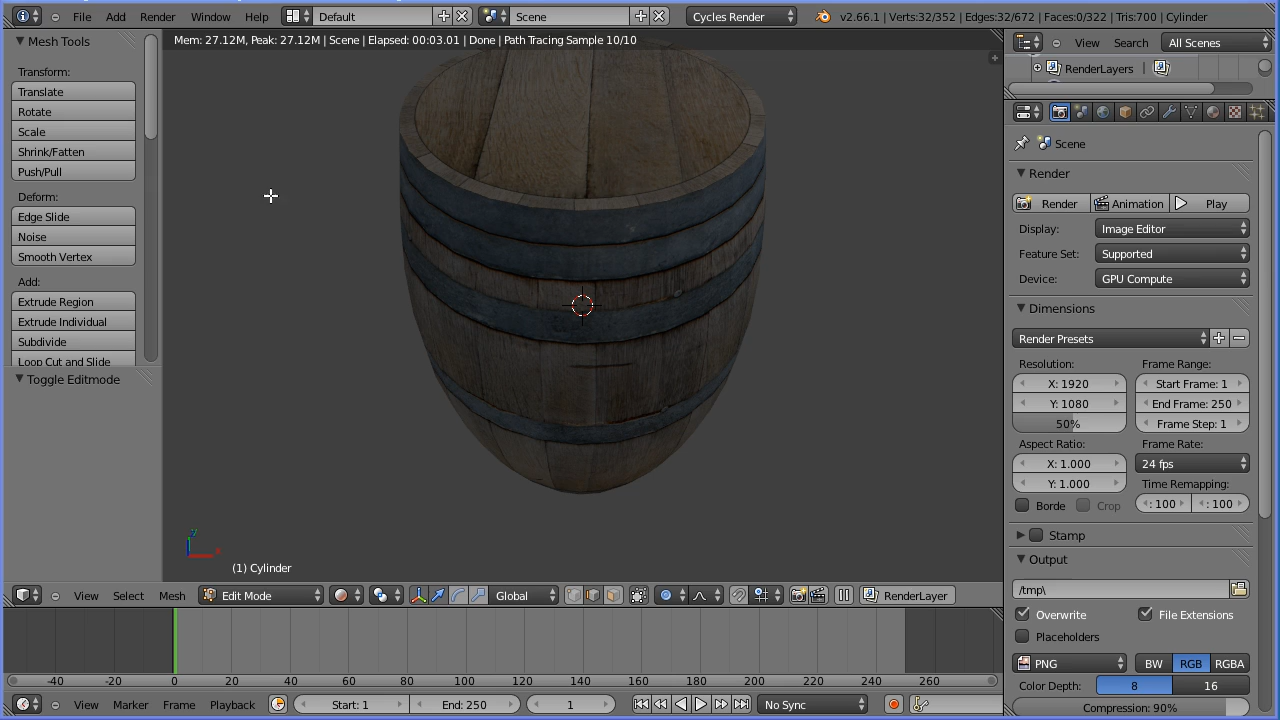 File Add Render Window Help Default Scene Cycles Render v2.66.1 | Verts:32/352 | Edges:32/672 | Faces:0/322 | Tris:700 | Cylinder
Mesh Tools
Transform:
Translate
Rotate
Scale
Shrink/Fatten
Push/Pull
Deform:
Edge Slide
Noise
Smooth Vertex
Add:
Extrude Region
Extrude Individual
Subdivide
Loop Cut and Slide
Toggle Editmode
Mem: 27.12M, Peak: 27.12M | Scene | Elapsed: 00:03.01 | Done | Path Tracing Sample 10/10
z
x
(1) Cylinder
View Select Mesh Edit Mode Global RenderLayer
-40 -20 0 20 40 60 80 100 120 140 160 180 200 220 240 260
View Marker Frame Playback Start: 1 End: 250 1 No Sync
View Search All Scenes
RenderLayers
Scene
Render
Render Animation Play
Display: Image Editor
Feature Set: Supported
Device: GPU Compute
Dimensions
Render Presets
Resolution: Frame Range:
X: 1920 Start Frame: 1
Y: 1080 End Frame: 250
50% Frame Step: 1
Aspect Ratio: Frame Rate:
X: 1.000 24 fps
Y: 1.000 Time Remapping:
Borde Crop : 100 : 100
Stamp
Output
/tmp\
Overwrite File Extensions
Placeholders
PNG BW RGB RGBA
Color Depth: 8 16
Compression: 90%